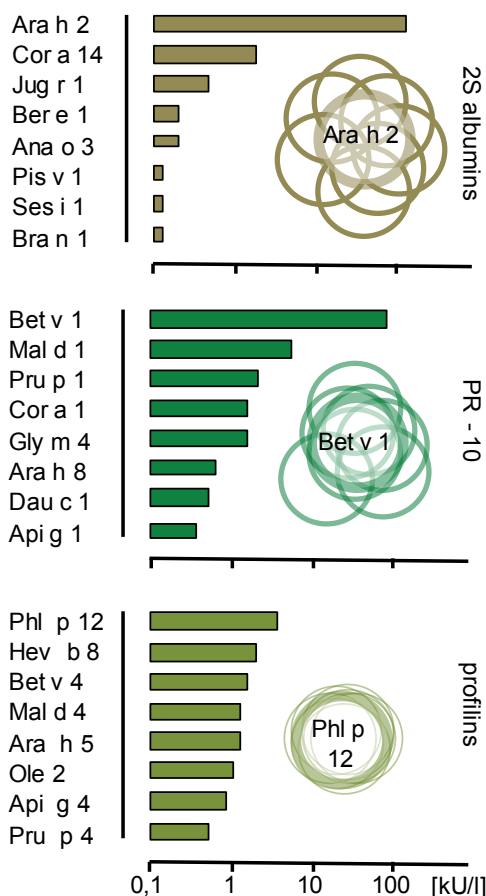 Ara h 2
Cor a 14
Jug r 1
Ber e 1
Ana o 3
Pis v 1
Ses i 1
Bra n 1
Ara h 2
2S albumins
Bet v 1
Mal d 1
Pru p 1
Cor a 1
Gly m 4
Ara h 8
Dau c 1
Api g 1
Bet v 1
PR - 10
Phl p 12
Hev b 8
Bet v 4
Mal d 4
Ara h 5
Ole 2
Api g 4
Pru p 4
Phl p
12
profilins
0,1 1 10 100 [kU/l]